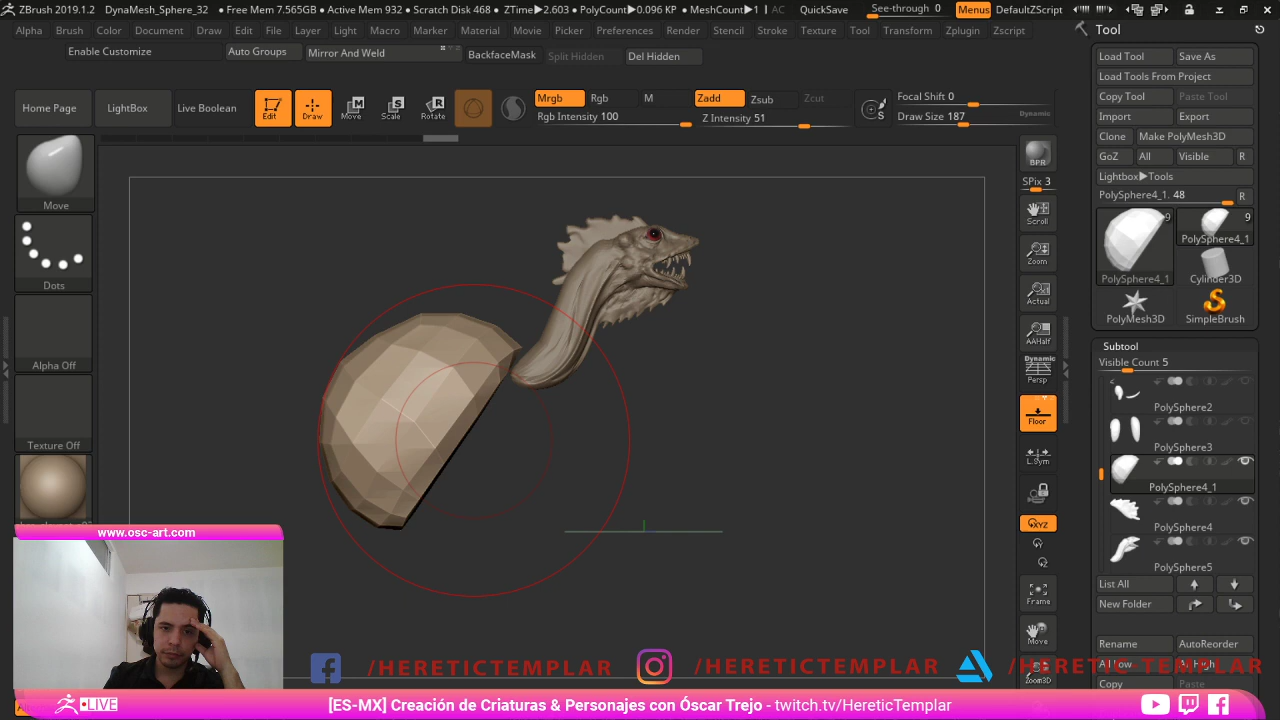 ZBrush 2019.1.2 DynaMesh_Sphere_32 • Free Mem 7.565GB • Active Mem 932 • Scratch Disk 468 • ZTime▶2.603 • PolyCount▶0.096 KP • MeshCount▶1 AC QuickSave See-through 0 Menus DefaultZScript
Alpha Brush Color Document Draw Edit File Layer Light Macro Marker Material Movie Picker Preferences Render Stencil Stroke Texture Tool Transform Zplugin Zscript
Enable Customize Auto Groups Mirror And Weld BackfaceMask Split Hidden Del Hidden
Home Page LightBox Live Boolean Edit Draw Move Scale Rotate
Mrgb Rgb M Zadd Zsub Zcut Focal Shift 0
Rgb Intensity 100 Z Intensity 51 S Draw Size 187 Dynamic
Move
Dots
Alpha Off
Texture Off
BPR
SPix 3
Scroll
Zoom
Actual
AAHalf
Dynamic
Persp
Floor
L.Sym
XYZ
Frame
Move
Zoom3D
Tool
Load Tool Save As
Load Tools From Project
Copy Tool Paste Tool
Import Export
Clone Make PolyMesh3D
GoZ All Visible R
Lightbox▶Tools
PolySphere4_1. 48 R
9 9
PolySphere4_1
PolySphere4_1 Cylinder3D
PolyMesh3D SimpleBrush
Subtool
Visible Count 5
PolySphere2
PolySphere3
PolySphere4_1
PolySphere4
PolySphere5
List All
New Folder
Rename AutoReorder
Copy Paste
www.osc-art.com
/HERETICTEMPLAR /HERETICTEMPLAR /HERETIC-TEMPLAR
LIVE [ES-MX] Creación de Criaturas & Personajes con Óscar Trejo - twitch.tv/HereticTemplar